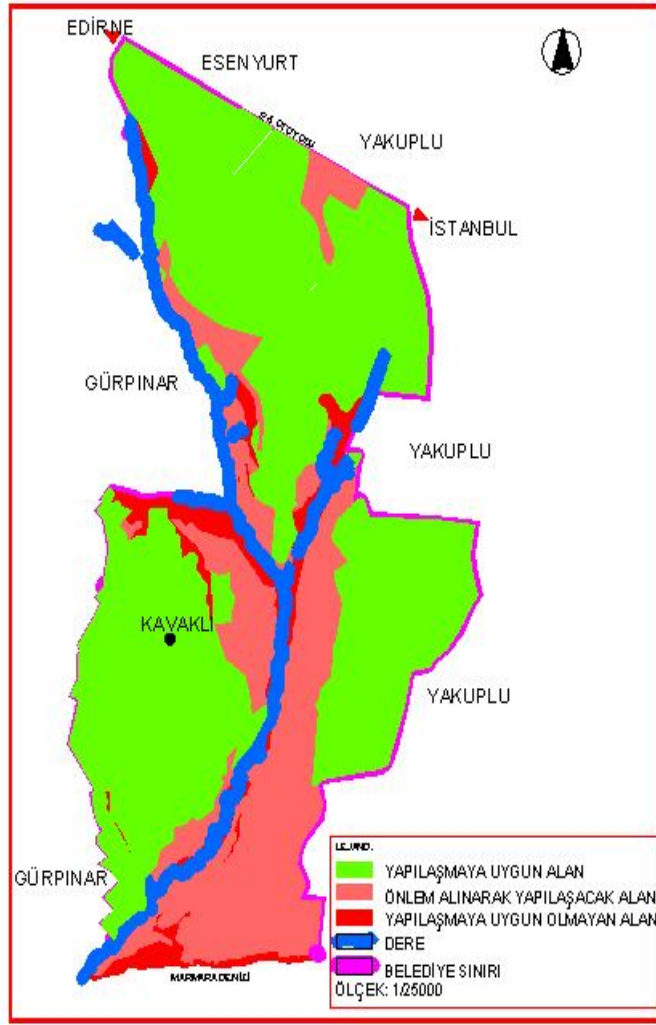 EDİRNE
ESENYURT
E-5 OTOYOLU
YAKUPLU
İSTANBUL
GÜRPINAR
YAKUPLU
KAVAKLI
YAKUPLU
GÜRPINAR
MARMARA DENİZİ
LEJAND.
YAPILAŞMAYA UYGUN ALAN
ÖNLEM ALINARAK YAPILAŞACAK ALAN
YAPILAŞMAYA UYGUN OLMAYAN ALAN
DERE
BELEDİYE SINIRI
ÖLÇEK: 1/25000